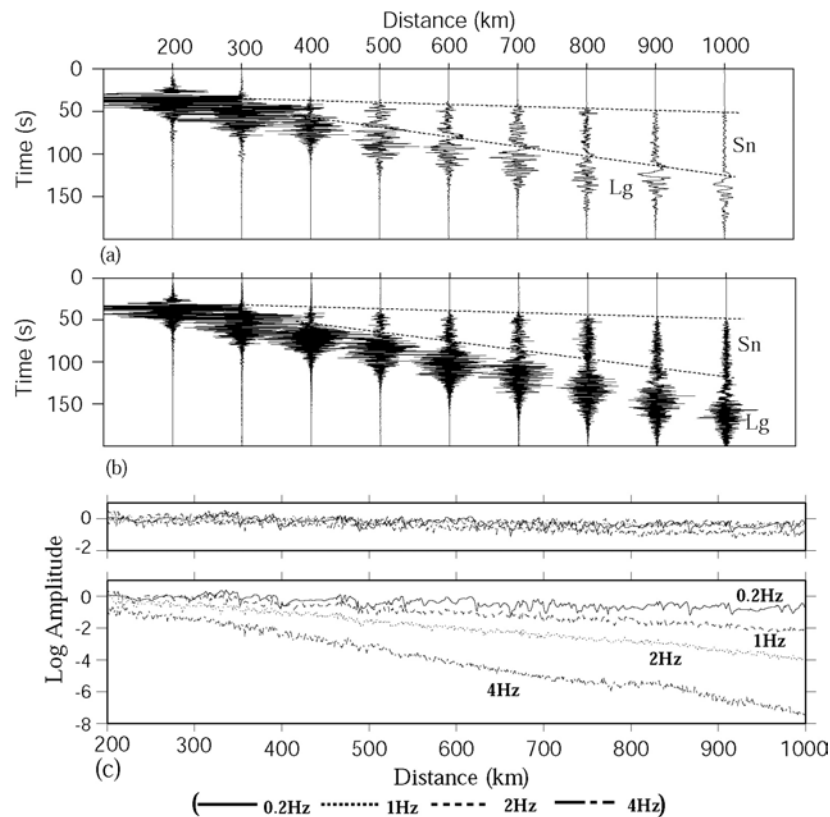 Distance (km)
200 300 400 500 600 700 800 900 1000
0
50
100
150
Time (s)
Sn
Lg
(a)
0
50
100
150
Time (s)
Sn
Lg
(b)
0
-2
0
-2
-4
-6
-8
Log Amplitude
0.2Hz
1Hz
2Hz
4Hz
200 300 400 500 600 700 800 900 1000
(c)
Distance (km)
( 0.2Hz 1Hz 2Hz 4Hz )